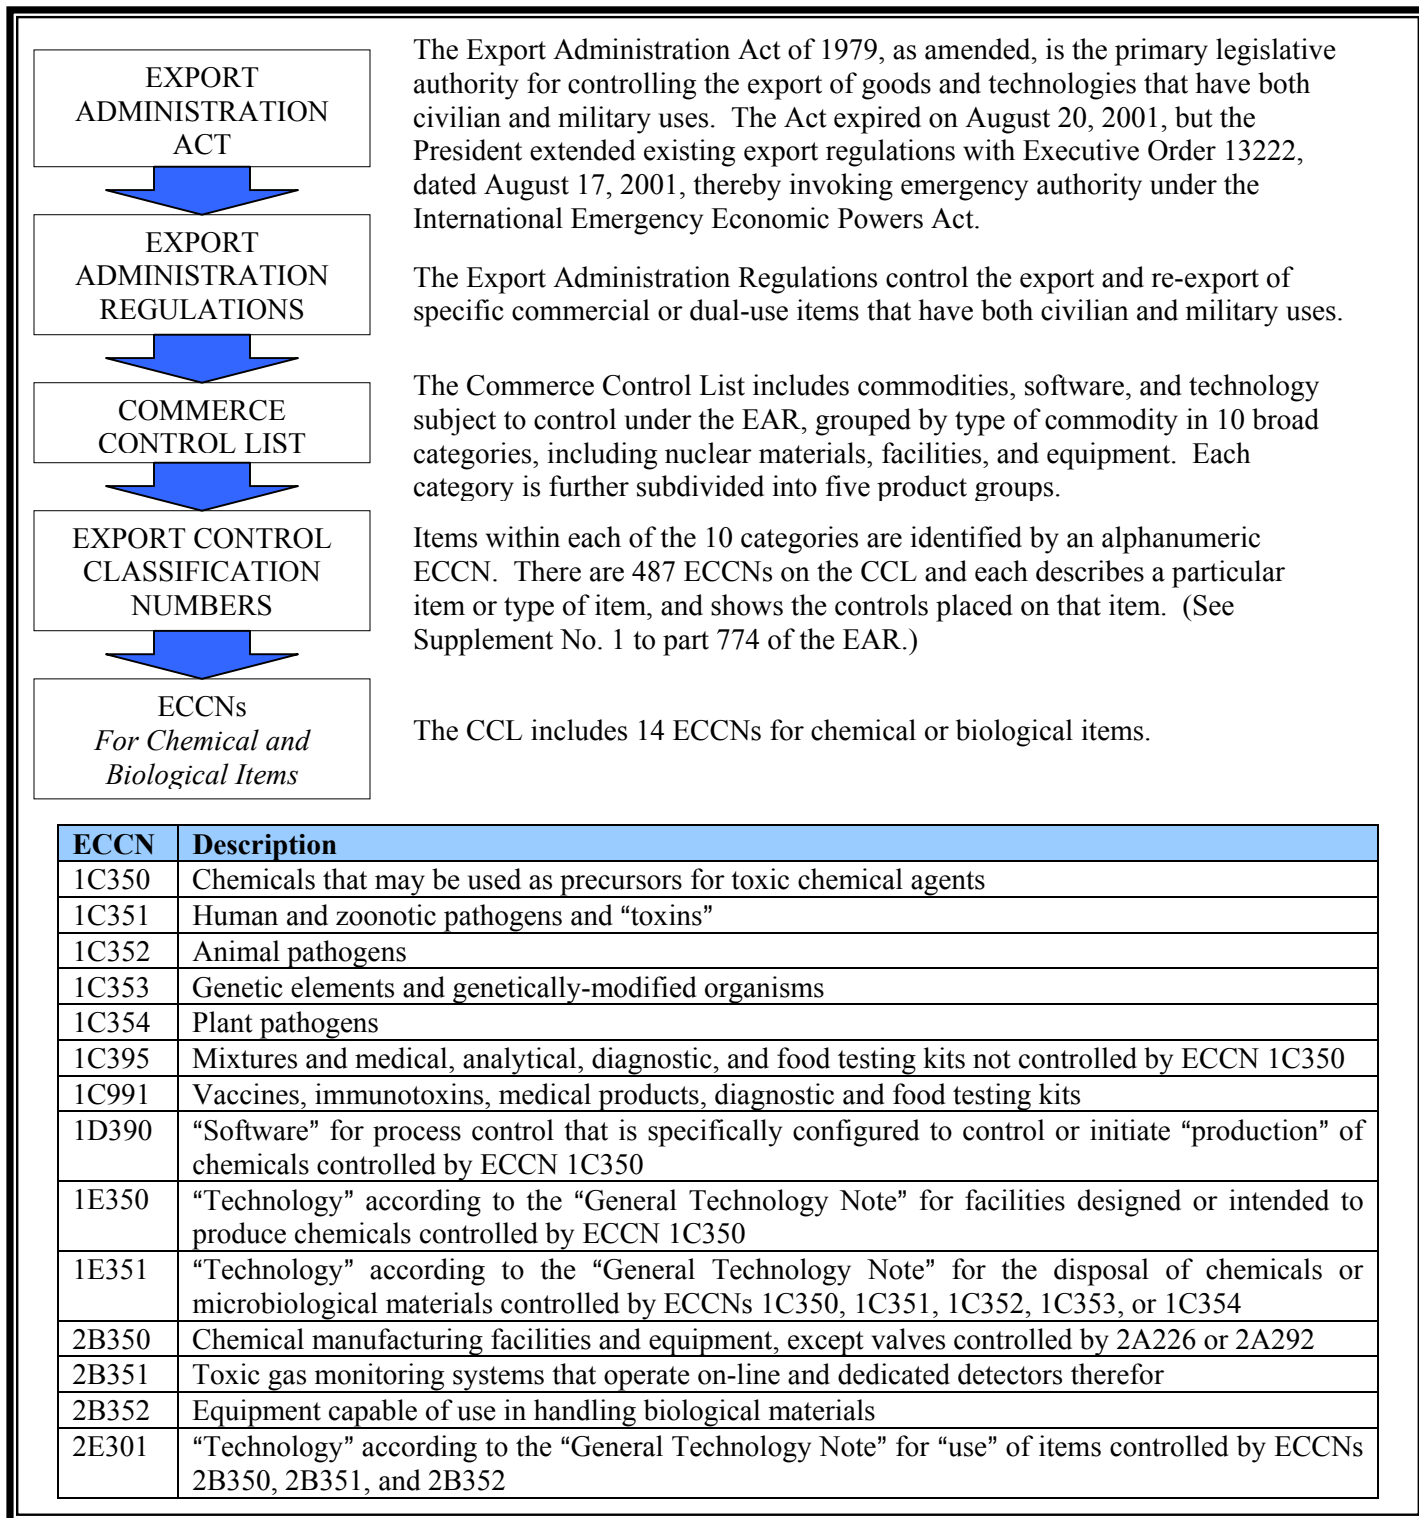 EXPORT
ADMINISTRATION
ACT
The Export Administration Act of 1979, as amended, is the primary legislative
authority for controlling the export of goods and technologies that have both
civilian and military uses.  The Act expired on August 20, 2001, but the
President extended existing export regulations with Executive Order 13222,
dated August 17, 2001, thereby invoking emergency authority under the
International Emergency Economic Powers Act.
EXPORT
ADMINISTRATION
REGULATIONS
The Export Administration Regulations control the export and re-export of
specific commercial or dual-use items that have both civilian and military uses.
COMMERCE
CONTROL LIST
The Commerce Control List includes commodities, software, and technology
subject to control under the EAR, grouped by type of commodity in 10 broad
categories, including nuclear materials, facilities, and equipment.  Each
category is further subdivided into five product groups.
EXPORT CONTROL
CLASSIFICATION
NUMBERS
Items within each of the 10 categories are identified by an alphanumeric
ECCN.  There are 487 ECCNs on the CCL and each describes a particular
item or type of item, and shows the controls placed on that item.  (See
Supplement No. 1 to part 774 of the EAR.)
ECCNs
For Chemical and
Biological Items
The CCL includes 14 ECCNs for chemical or biological items.
ECCN Description
1C350 Chemicals that may be used as precursors for toxic chemical agents
1C351 Human and zoonotic pathogens and “toxins”
1C352 Animal pathogens
1C353 Genetic elements and genetically-modified organisms
1C354 Plant pathogens
1C395 Mixtures and medical, analytical, diagnostic, and food testing kits not controlled by ECCN 1C350
1C991 Vaccines, immunotoxins, medical products, diagnostic and food testing kits
1D390 “Software” for process control that is specifically configured to control or initiate “production” of
chemicals controlled by ECCN 1C350
1E350 “Technology” according to the “General Technology Note” for facilities designed or intended to
produce chemicals controlled by ECCN 1C350
1E351 “Technology” according to the “General Technology Note” for the disposal of chemicals or
microbiological materials controlled by ECCNs 1C350, 1C351, 1C352, 1C353, or 1C354
2B350 Chemical manufacturing facilities and equipment, except valves controlled by 2A226 or 2A292
2B351 Toxic gas monitoring systems that operate on-line and dedicated detectors therefor
2B352 Equipment capable of use in handling biological materials
2E301 “Technology” according to the “General Technology Note” for “use” of items controlled by ECCNs
2B350, 2B351, and 2B352